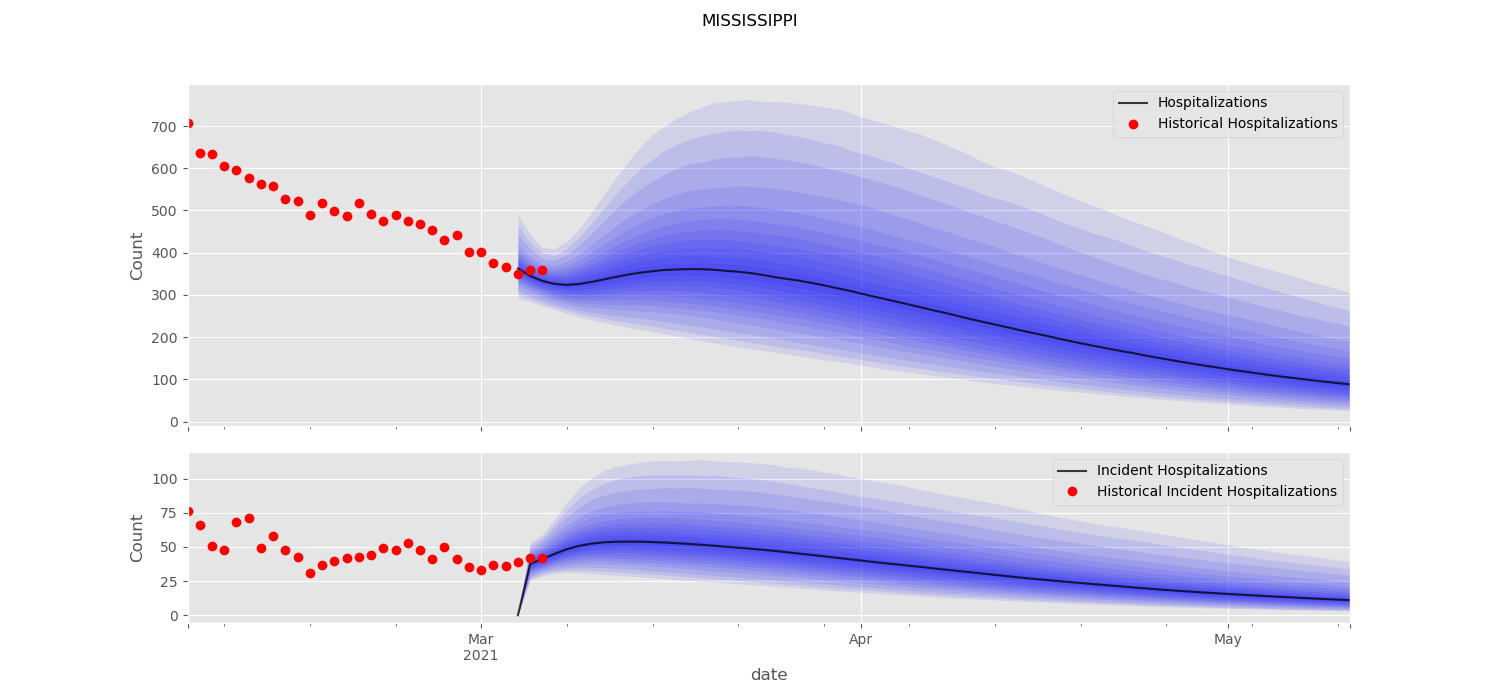 MISSISSIPPI
Hospitalizations
Historical Hospitalizations
700
600
500
400
300
200
100
0
Count
Incident Hospitalizations
Historical Incident Hospitalizations
100
75
50
25
0
Count
Mar
2021
Apr
May
date